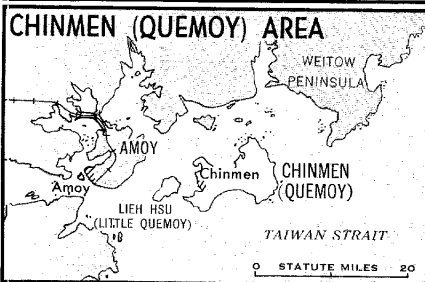 CHINMEN (QUEMOY) AREA
WEITOW
PENINSULA
AMOY
Amoy
Chinmen
CHINMEN
(QUEMOY)
LIEH HSU
(LITTLE QUEMOY)
TAIWAN STRAIT
0 STATUTE MILES 20